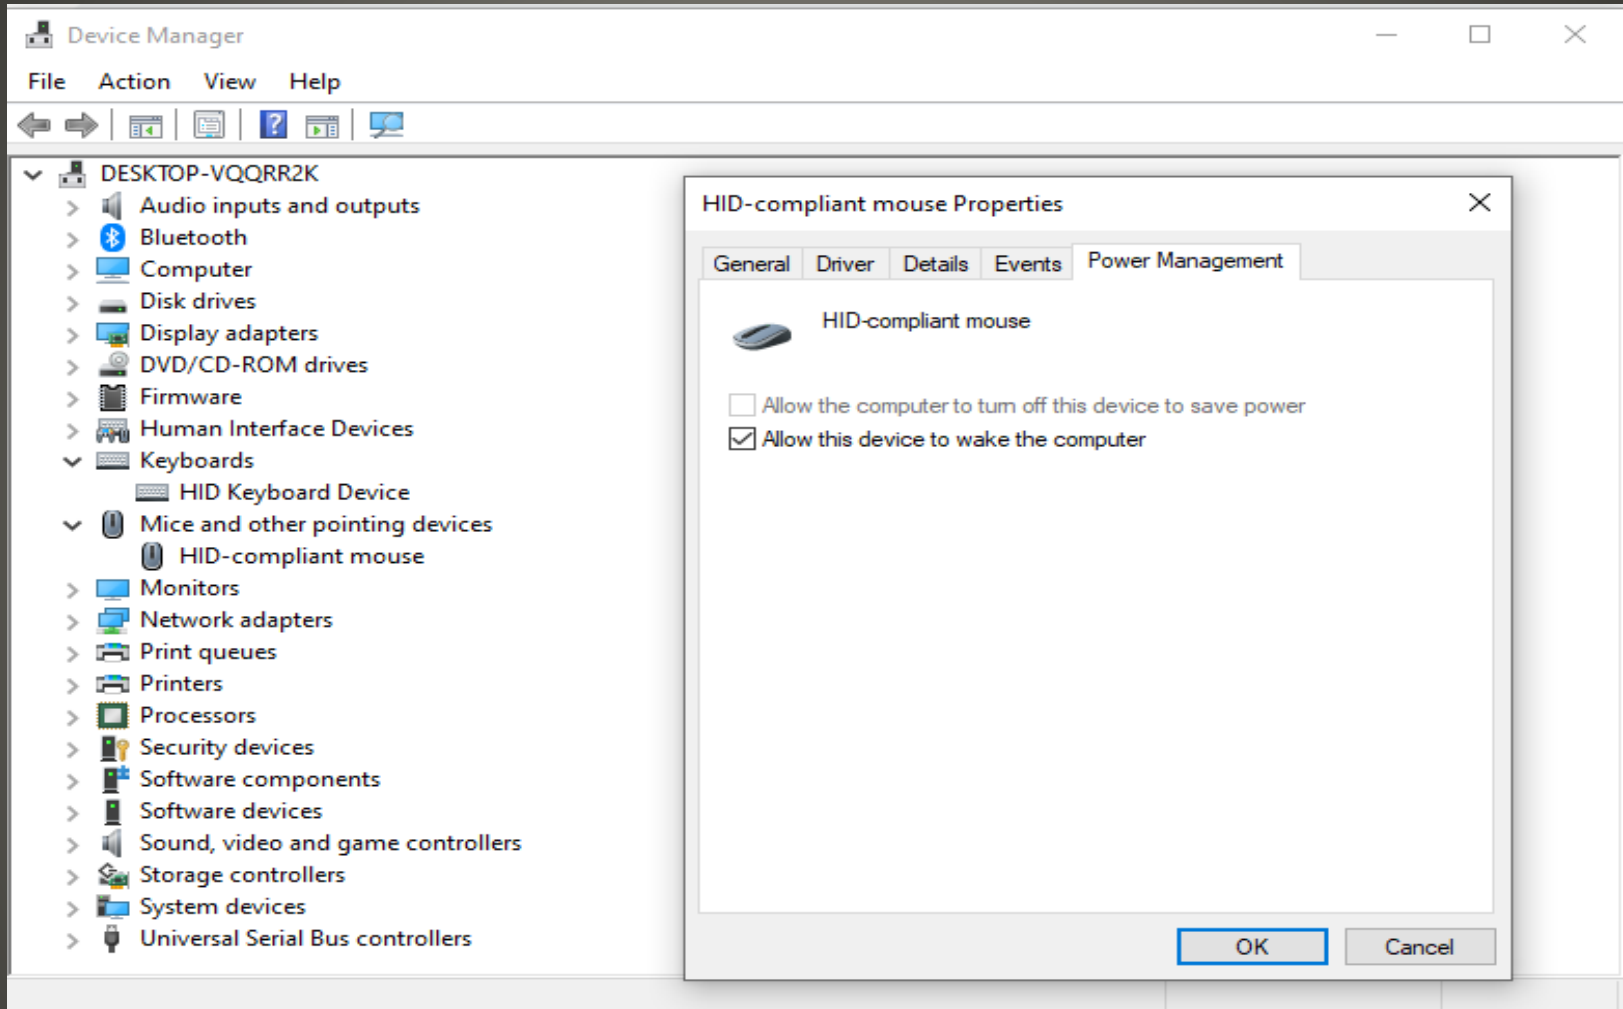 Device Manager
File Action View Help
DESKTOP-VQQRR2K
Audio inputs and outputs
Bluetooth
Computer
Disk drives
Display adapters
DVD/CD-ROM drives
Firmware
Human Interface Devices
Keyboards
HID Keyboard Device
Mice and other pointing devices
HID-compliant mouse
Monitors
Network adapters
Print queues
Printers
Processors
Security devices
Software components
Software devices
Sound, video and game controllers
Storage controllers
System devices
Universal Serial Bus controllers
HID-compliant mouse Properties
General Driver Details Events Power Management
HID-compliant mouse
Allow the computer to turn off this device to save power
Allow this device to wake the computer
OK Cancel